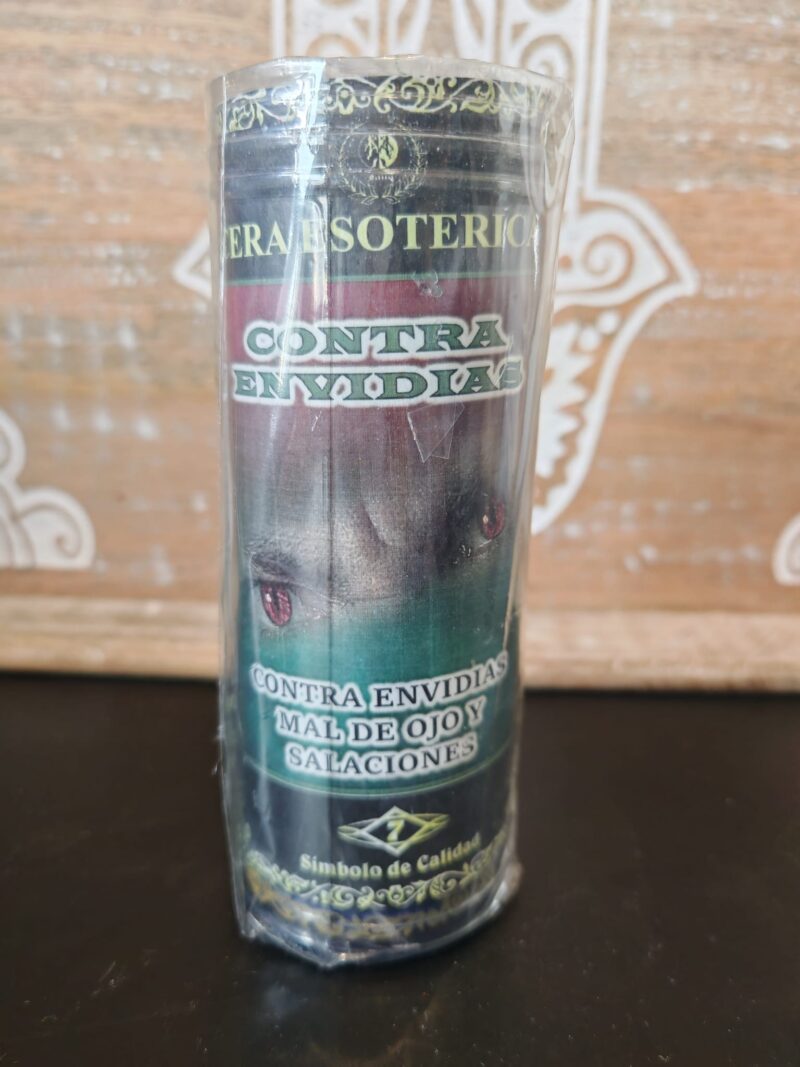 ERA ESOTERICA
CONTRA
ENVIDIAS
CONTRA ENVIDIAS
MAL DE OJO Y
SALACIONES
7
Símbolo de Calidad